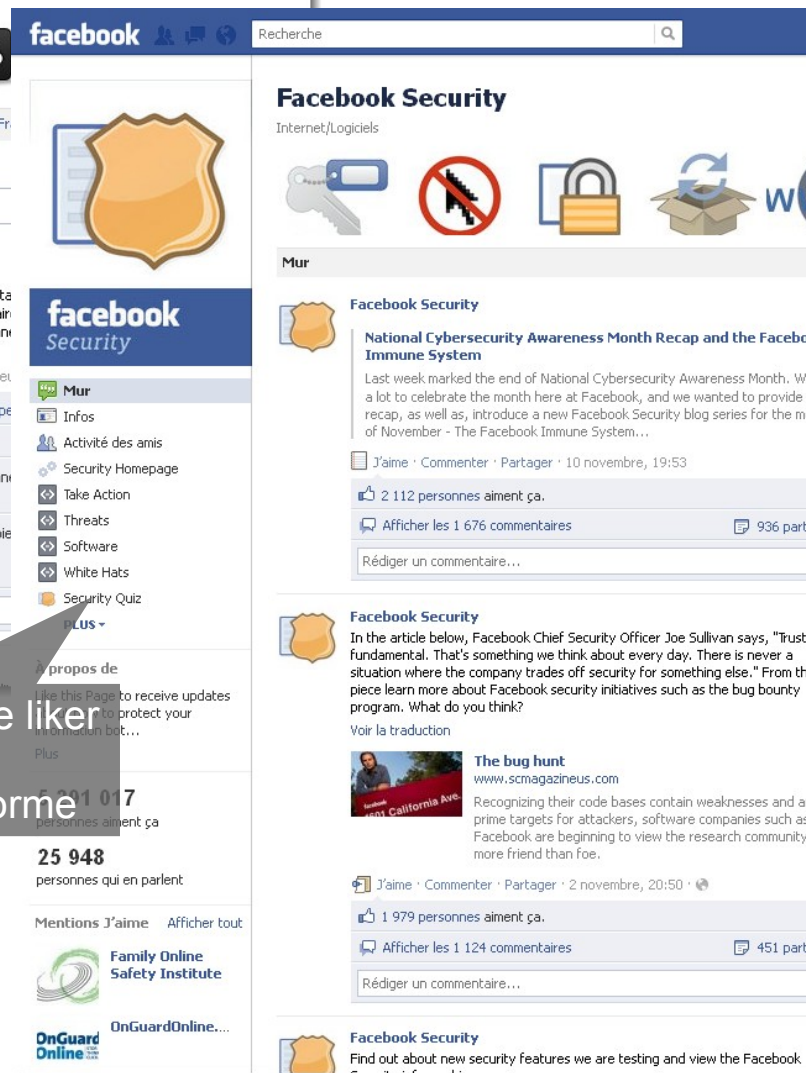 facebook
Recherche
Facebook Security
Internet/Logiciels
Mur
facebook
Security
Mur
Infos
Activité des amis
Security Homepage
Take Action
Threats
Software
White Hats
Security Quiz
PLUS
À propos de
Like this Page to receive updates
to protect your
information bot...
Plus
017
personnes aiment ça
25 948
personnes qui en parlent
Mentions J'aime Afficher tout
Family Online
Safety Institute
OnGuard
Online
OnGuardOnline....
liker
Facebook Security
National Cybersecurity Awareness Month Recap and the
Immune System
Last week marked the end of National Cybersecurity Awareness Month.
a lot to celebrate the month here at Facebook, and we wanted to provide
recap, as well as, introduce a new Facebook Security blog series for the
of November - The Facebook Immune System...
J'aime · Commenter · Partager · 10 novembre, 19:53
2 112 personnes aiment ça.
Afficher les 1 676 commentaires 936
Rédiger un commentaire...
Facebook Security
In the article below, Facebook Chief Security Officer Joe Sullivan says, "Trust
fundamental. That's something we think about every day. There is never a
situation where the company trades off security for something else." From
piece learn more about Facebook security initiatives such as the bug bounty
program. What do you think?
Voir la traduction
facebook
1601 California Ave.
The bug hunt
www.scmagazineus.com
Recognizing their code bases contain weaknesses and
prime targets for attackers, software companies such as
Facebook are beginning to view the research community
more friend than foe.
J'aime · Commenter · Partager · 2 novembre, 20:50 ·
1 979 personnes aiment ça.
Afficher les 1 124 commentaires 451
Rédiger un commentaire...
Facebook Security
Find out about new security features we are testing and view the Facebook